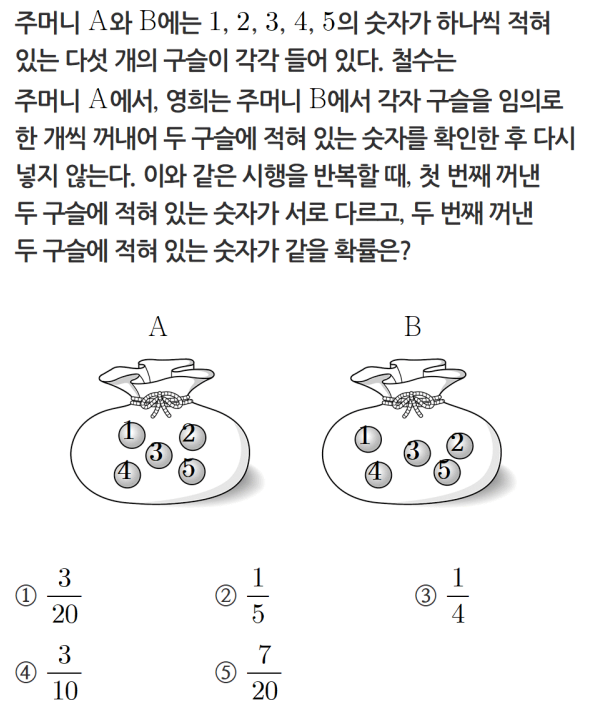 주머니 A와 B에는 1, 2, 3, 4, 5의 숫자가 하나씩 적혀
있는 다섯 개의 구슬이 각각 들어 있다. 철수는
주머니 A에서, 영희는 주머니 B에서 각자 구슬을 임의로
한 개씩 꺼내어 두 구슬에 적혀 있는 숫자를 확인한 후 다시
넣지 않는다. 이와 같은 시행을 반복할 때, 첫 번째 꺼낸
두 구슬에 적혀 있는 숫자가 서로 다르고, 두 번째 꺼낸
두 구슬에 적혀 있는 숫자가 같을 확률은?
A B
1 2 3 4 5 1 2 3 4 5
① 3/20 ② 1/5 ③ 1/4
④ 3/10 ⑤ 7/20